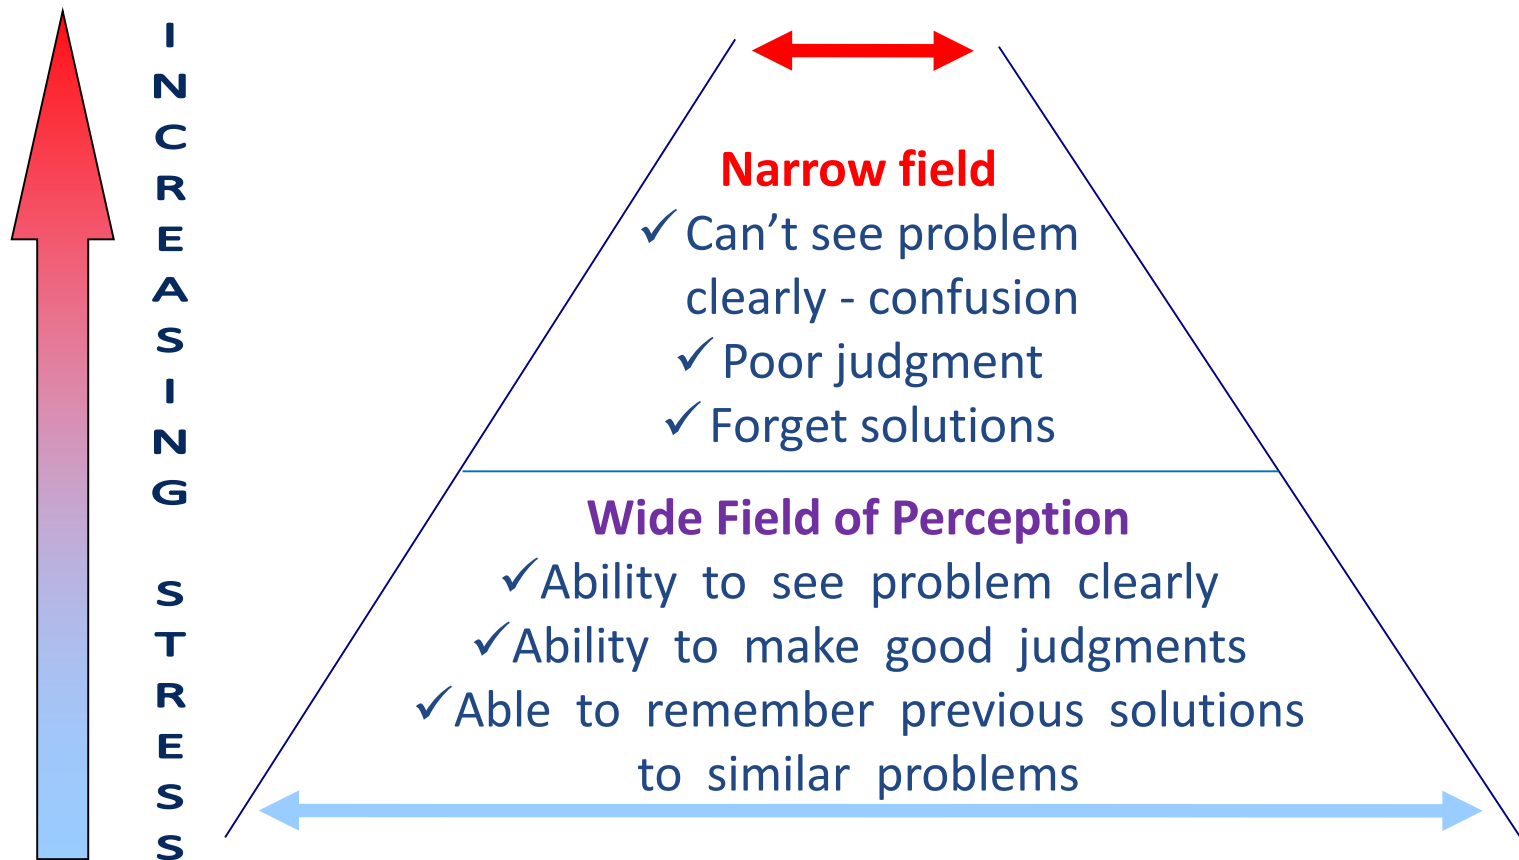 INCREASING STRESS
Narrow field
✓ Can’t see problem
clearly - confusion
✓ Poor judgment
✓ Forget solutions
Wide Field of Perception
✓ Ability to see problem clearly
✓ Ability to make good judgments
✓ Able to remember previous solutions
to similar problems